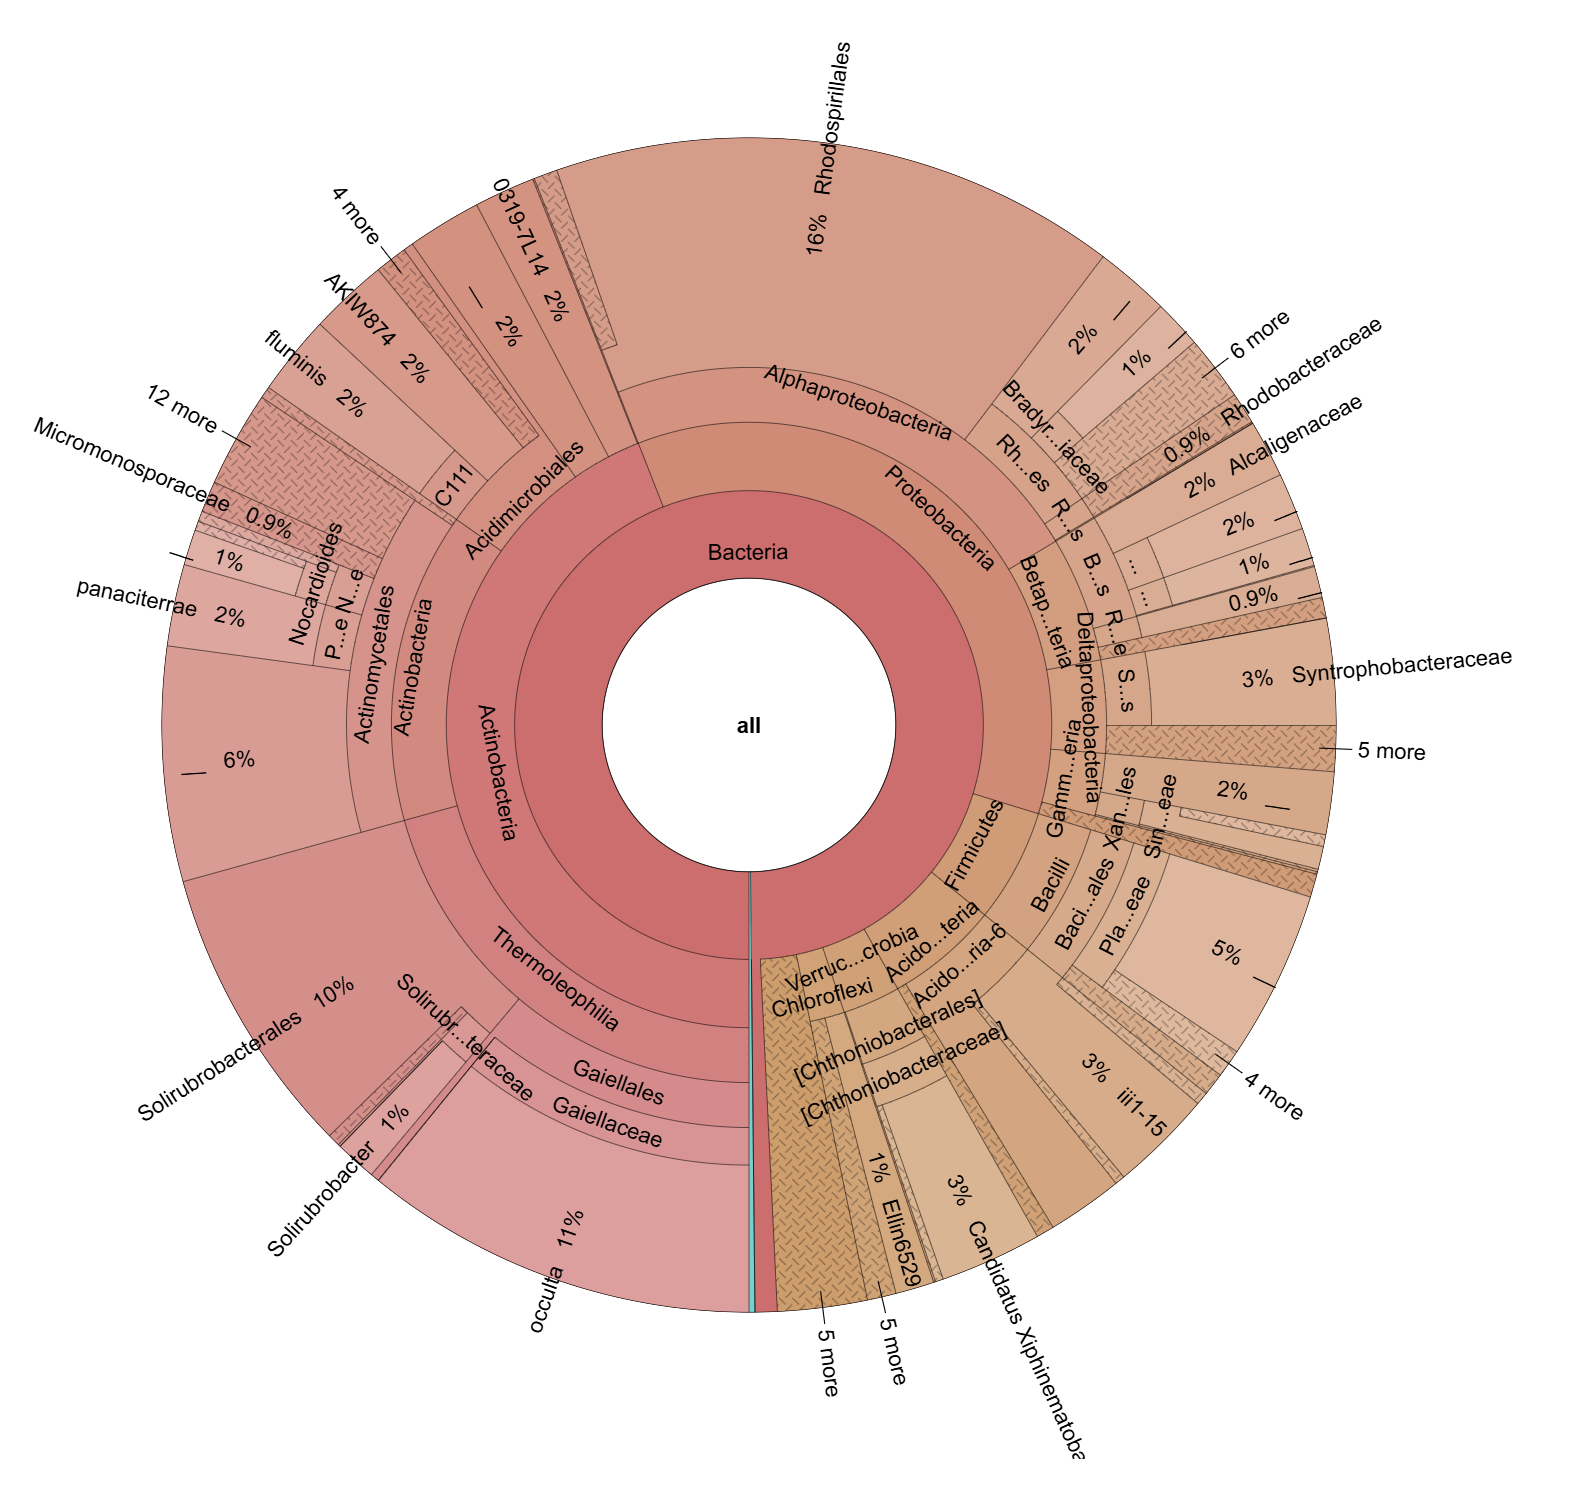 all
Bacteria
Proteobacteria
Alphaproteobacteria
16% Rhodospirillales
Rh...es
Bradyr...iaceae
2%
1%
6 more
R...s
0.9% Rhodobacteraceae
Betap...teria
B...s
2% Alcaligenaceae
...
2%
...
1%
R...e
0.9%
Deltaproteobacteria
S...s
3% Syntrophobacteraceae
5 more
Gamm...eria
2%
Xan...les
Sin...eae
Firmicutes
Bacilli
Baci...ales
Pla...eae
5%
4 more
Acido...teria
Acido...ria-6
3% iii1-15
Verruc...crobia
[Chthoniobacterales]
[Chthoniobacteraceae]
3% Candidatus Xiphinematoba
Chloroflexi
1% Ellin6529
5 more
5 more
Actinobacteria
Thermoleophilia
Gaiellales
Gaiellaceae
occulta 11%
Solirubr...teraceae
Solirubrobacter 1%
Solirubrobacterales 10%
Actinobacteria
Actinomycetales
6%
P...e
N...e
Nocardioides
panaciterrae 2%
1%
Micromonosporaceae 0.9%
12 more
Acidimicrobiales
C111
fluminis 2%
AKIW874 2%
4 more
2%
0319-7L14 2%